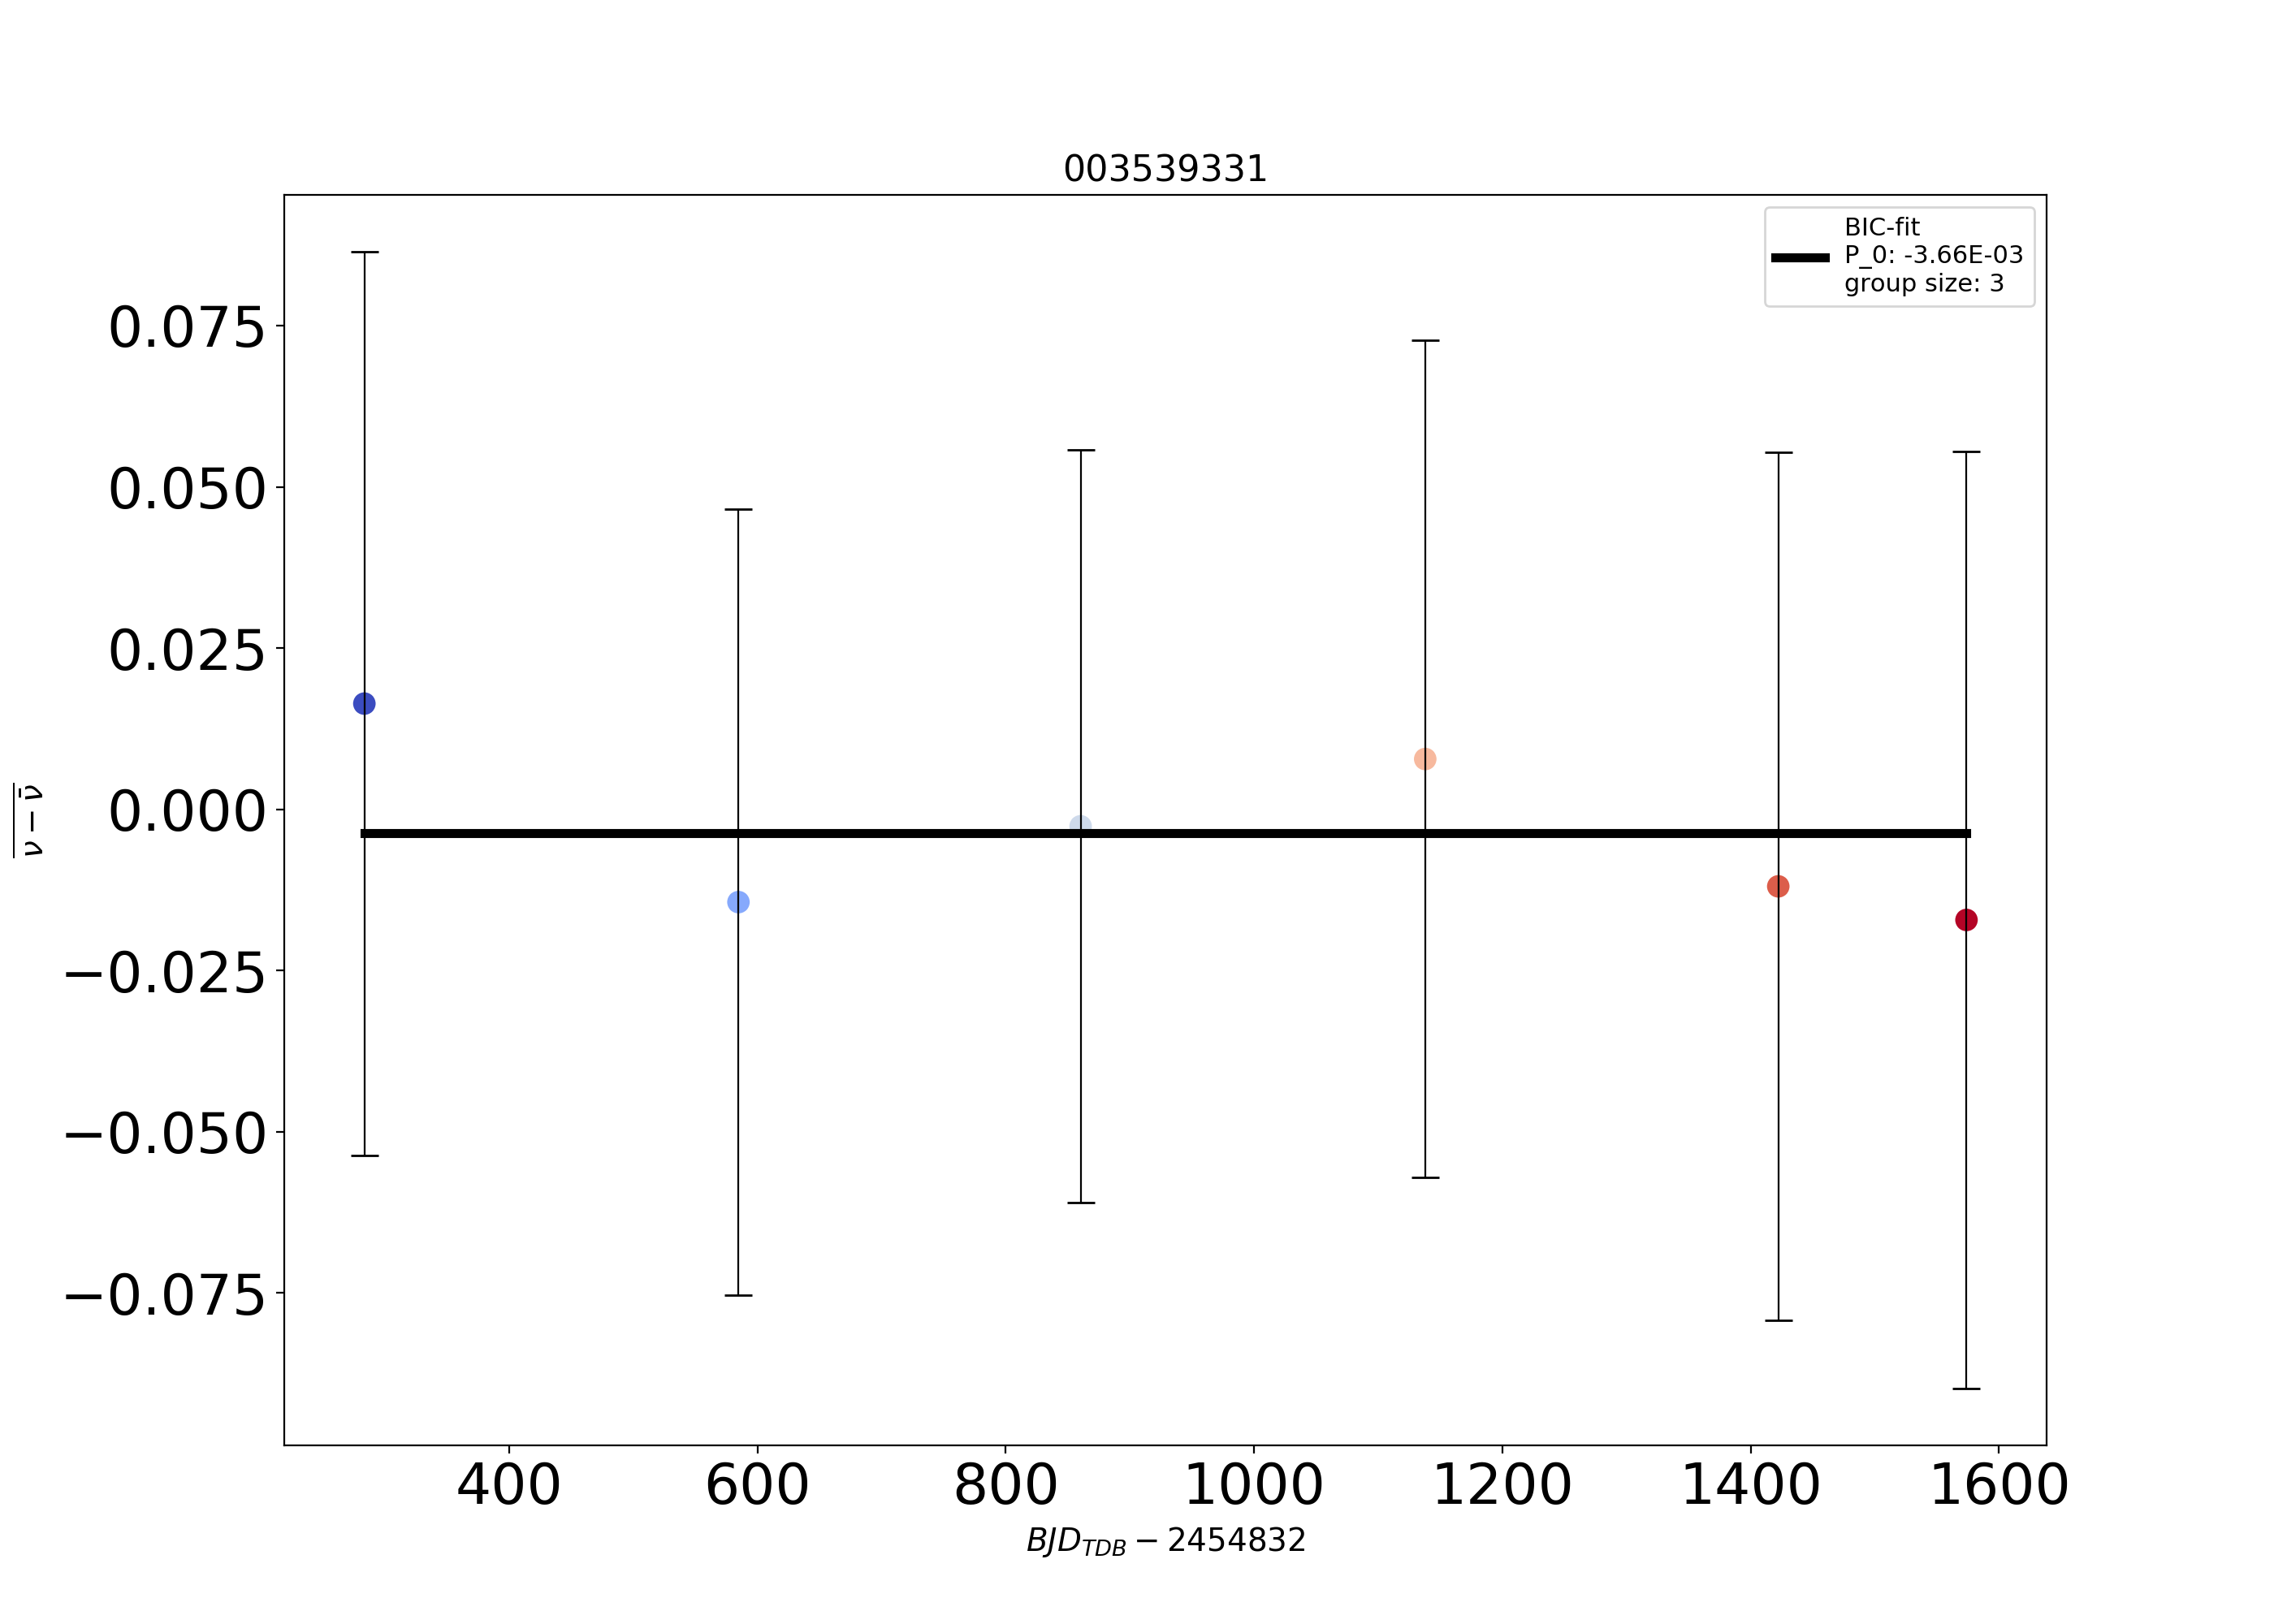 003539331
BIC-fit
P_0: -3.66E-03
group size: 3
0.075
0.050
0.025
0.000
−0.025
−0.050
−0.075
ν − ν̄
400 600 800 1000 1200 1400 1600
BJD_TDB − 2454832